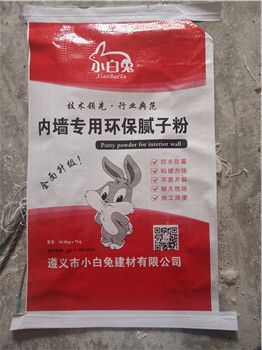 小白兔
XiaoBaiTu
技术领先·行业典范
内墙专用环保腻子粉
Putty powder for interior wall
全面升级!
防水防霉
粘墙力强
不易开裂
耐久性强
施工简便
遵义市小白兔建材有限公司